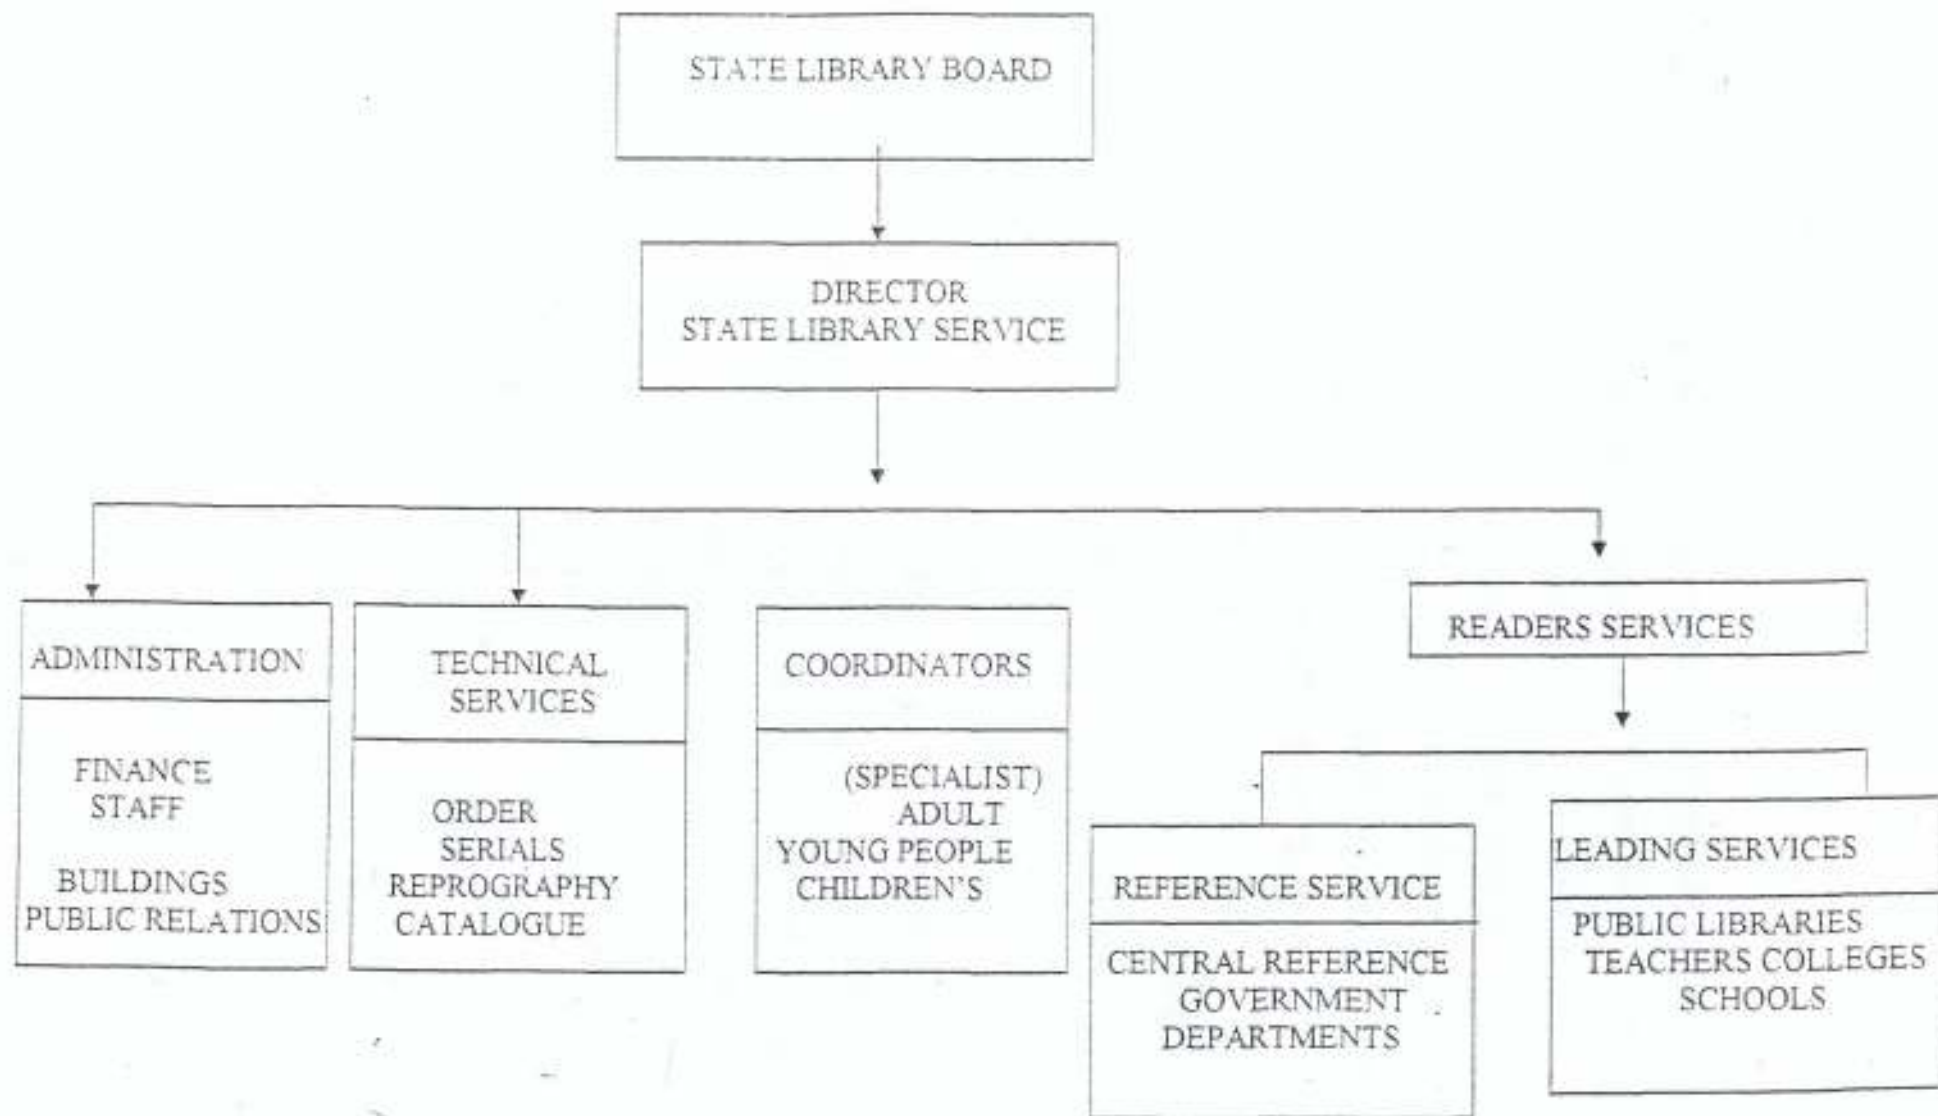 STATE LIBRARY BOARD
DIRECTOR
STATE LIBRARY SERVICE
ADMINISTRATION
FINANCE
STAFF
BUILDINGS
PUBLIC RELATIONS
TECHNICAL
SERVICES
ORDER
SERIALS
REPROGRAPHY
CATALOGUE
COORDINATORS
(SPECIALIST)
ADULT
YOUNG PEOPLE
CHILDREN'S
READERS SERVICES
REFERENCE SERVICE
CENTRAL REFERENCE
GOVERNMENT
DEPARTMENTS
LEADING SERVICES
PUBLIC LIBRARIES
TEACHERS COLLEGES
SCHOOLS